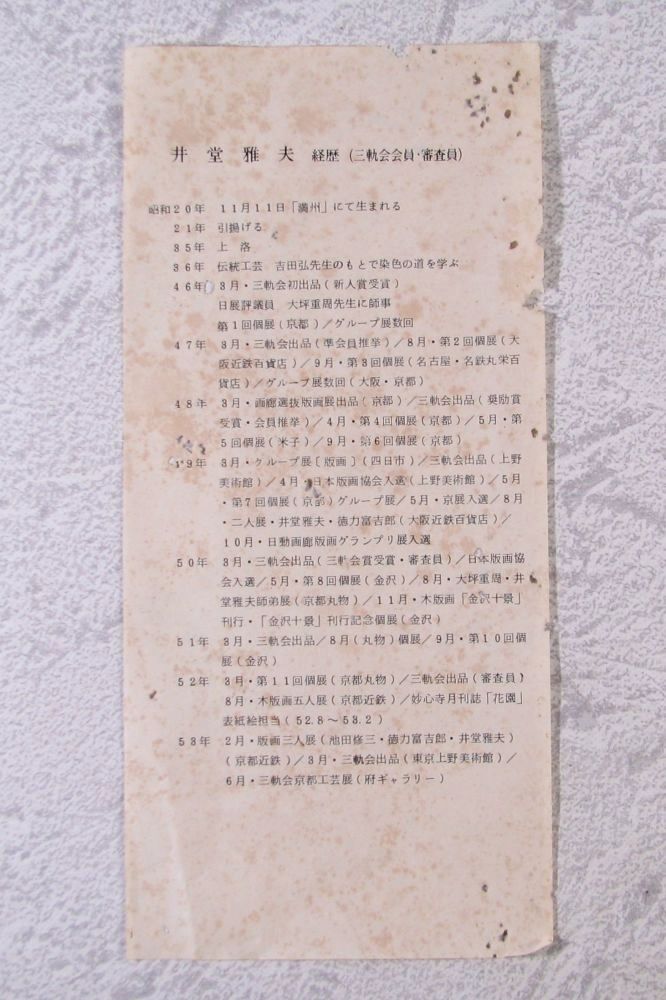 井堂雅夫 経歴 (三軌会会員・審査員)
昭和20年 11月11日「満州」にて生まれる
21年 引揚げる
35年 上洛
36年 伝統工芸 吉田弘先生のもとで染色の道を学ぶ
46年 3月・三軌会初出品(新人賞受賞)
日展評議員 大坪重周先生に師事
第1回個展(京都)/グループ展数回
47年 3月・三軌会出品(準会員推挙)/8月・第2回個展(大
阪近鉄百貨店)/9月・第3回個展(名古屋・名鉄丸栄百
貨店)/グループ展数回(大阪・京都)
48年 3月・画廊選抜版画展出品(京都)/三軌会出品(奨励賞
受賞・会員推挙)/4月・第4回個展(京都)/5月・第
5回個展(米子)/9月・第6回個展(京都)
49年 3月・グループ展〔版画〕(四日市)/三軌会出品(上野
美術館)/4月・日本版画協会入選(上野美術館)/5月
・第7回個展(京都)グループ展/5月・京展入選/8月
・二人展・井堂雅夫・徳力富吉郎(大阪近鉄百貨店)/
10月・日動画廊版画グランプリ展入選
50年 3月・三軌会出品(三軌会賞受賞・審査員)/日本版画協
会入選/5月・第8回個展(金沢)/8月・大坪重周・井
堂雅夫師弟展(京都丸物)/11月・木版画「金沢十景」
刊行・「金沢十景」刊行記念個展(金沢)
51年 3月・三軌会出品/8月(丸物)個展/9月・第10回個
展(金沢)
52年 3月・第11回個展(京都丸物)/三軌会出品(審査員)
8月・木版画五人展(京都近鉄)/妙心寺月刊誌「花園」
表紙絵担当(52.8〜53.2)
53年 2月・版画三人展(池田修三・徳力富吉郎・井堂雅夫)
(京都近鉄)/3月・三軌会出品(東京上野美術館)/
6月・三軌会京都工芸展(府ギャラリー)